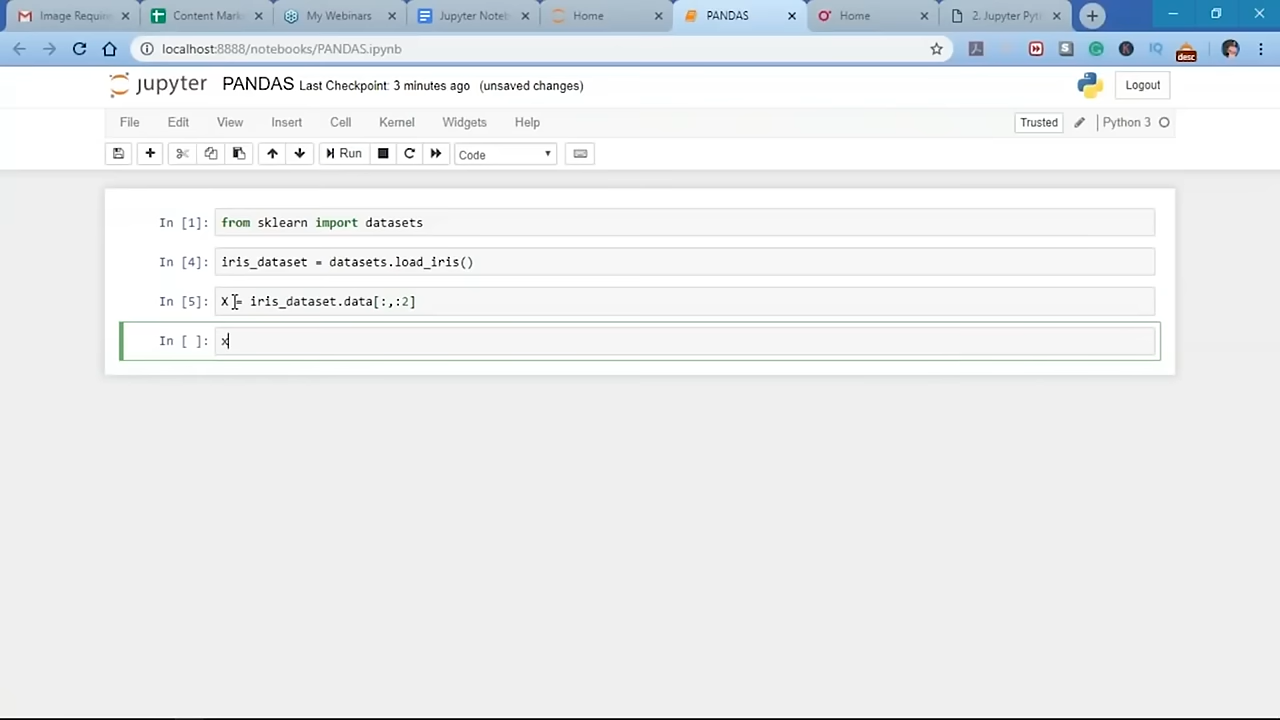 Image Requir
Content Mark
My Webinars
Jupyter Noteb
Home
PANDAS
Home
2. Jupyter Pyt
localhost:8888/notebooks/PANDAS.ipynb
desc
jupyter PANDAS Last Checkpoint: 3 minutes ago (unsaved changes)
Logout
File Edit View Insert Cell Kernel Widgets Help
Trusted
Python 3
Run
Code
In [1]: from sklearn import datasets
In [4]: iris_dataset = datasets.load_iris()
In [5]: X = iris_dataset.data[:,:2]
In [ ]: x